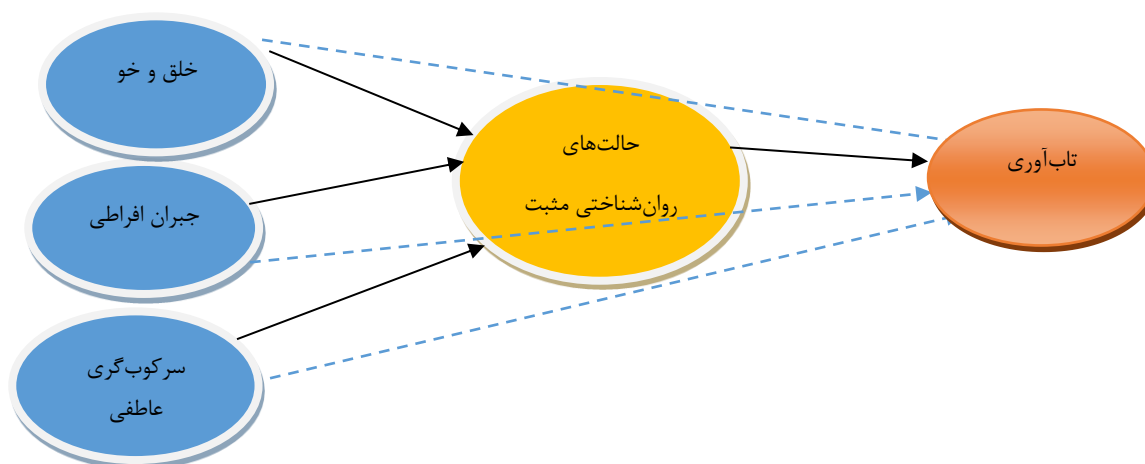 خلق و خو
جبران افراطی
سرکوب‌گری
عاطفی
حالت‌های
روان‌شناختی مثبت
تاب‌آوری